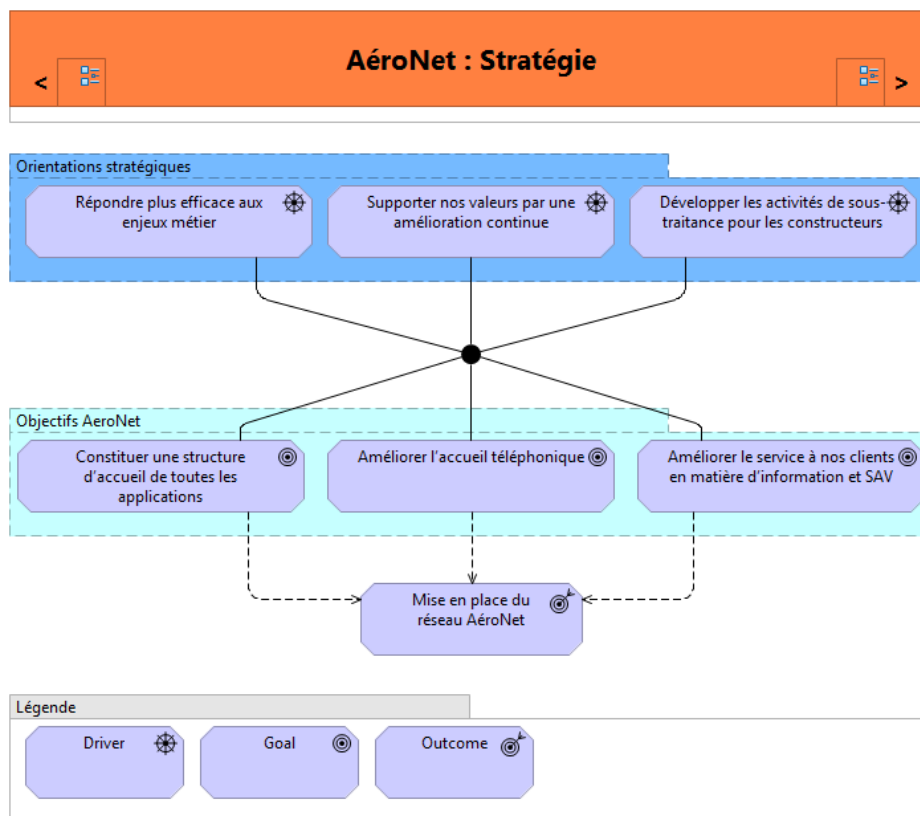 AéroNet : Stratégie
<
>
Orientations stratégiques
Répondre plus efficace aux
enjeux métier
Supporter nos valeurs par une
amélioration continue
Développer les activités de sous-
traitance pour les constructeurs
Objectifs AeroNet
Constituer une structure
d'accueil de toutes les
applications
Améliorer l'accueil téléphonique
Améliorer le service à nos clients
en matière d'information et SAV
Mise en place du
réseau AéroNet
Légende
Driver
Goal
Outcome